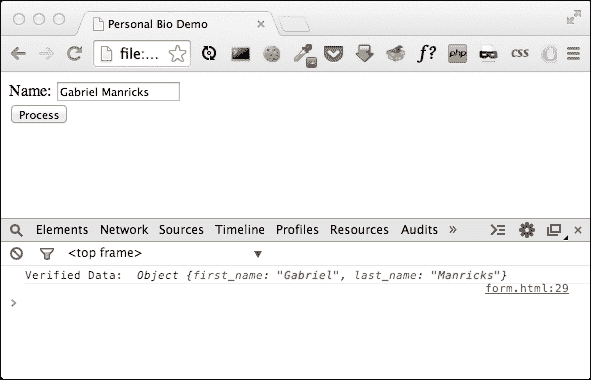 Personal Bio Demo
file:...
f?
php
CSS
Name: Gabriel Manricks
Process
Elements Network Sources Timeline Profiles Resources Audits »
<top frame>
Verified Data: Object {first_name: "Gabriel", last_name: "Manricks"}
form.html:29
>